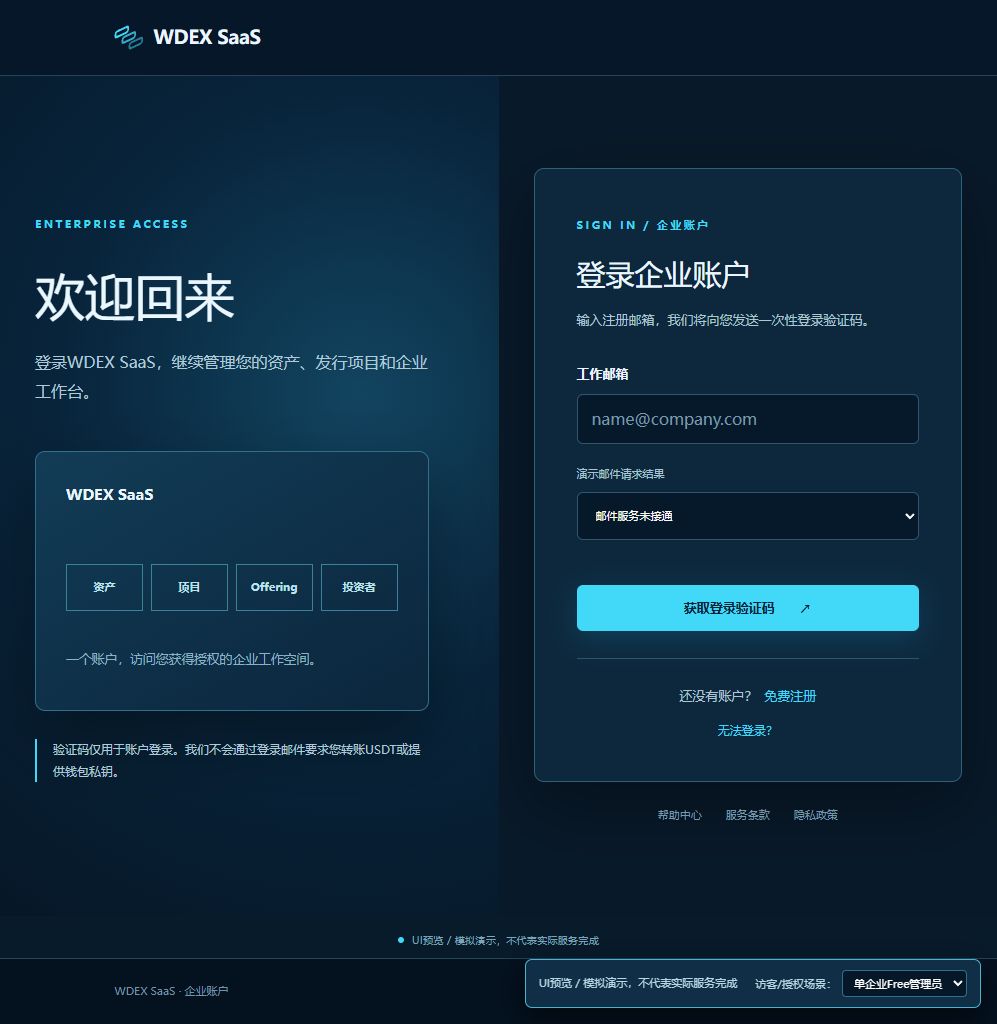 WDEX SaaS
ENTERPRISE ACCESS
欢迎回来
登录WDEX SaaS，继续管理您的资产、发行项目和企业
工作台。
WDEX SaaS
资产
项目
Offering
投资者
一个账户，访问您获得授权的企业工作空间。
验证码仅用于账户登录。我们不会通过登录邮件要求您转账USDT或提
供钱包私钥。
SIGN IN / 企业账户
登录企业账户
输入注册邮箱，我们将向您发送一次性登录验证码。
工作邮箱
name@company.com
演示邮件请求结果
邮件服务未接通
获取登录验证码 ↗
还没有账户？ 免费注册
无法登录?
帮助中心 服务条款 隐私政策
UI预览 / 模拟演示，不代表实际服务完成
WDEX SaaS · 企业账户
UI预览 / 模拟演示，不代表实际服务完成 访客/授权场景： 单企业Free管理员